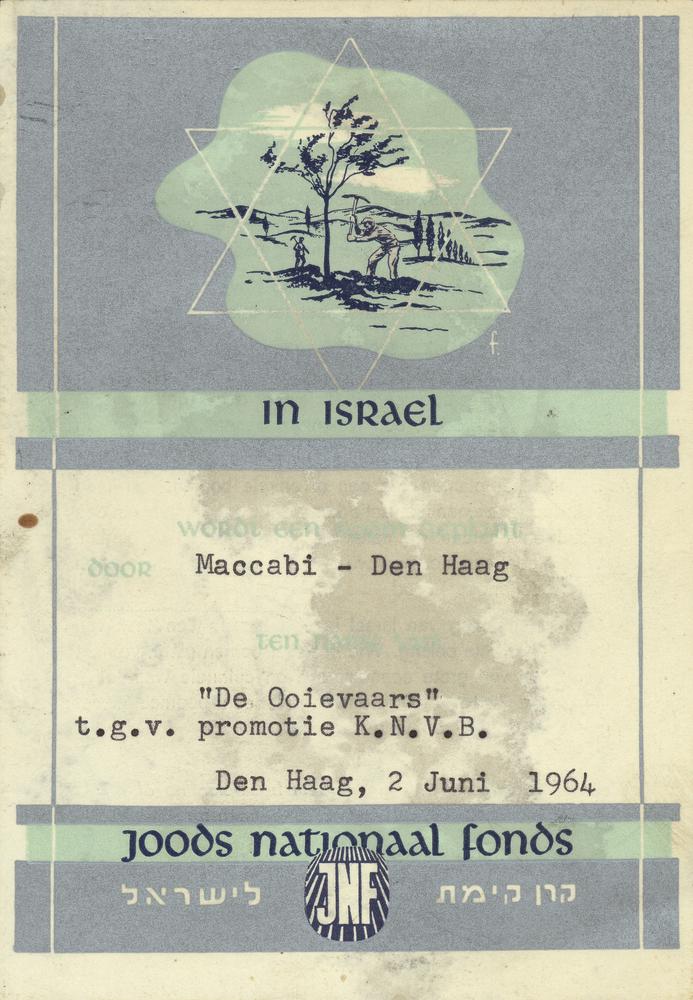 f.
IN ISRAEL
wordt een boom geplant
door Maccabi - Den Haag
ten name van
"De Ooievaars"
t.g.v. promotie K.N.V.B.
Den Haag, 2 Juni 1964
joods nationaal fonds
קרן קימת JNF לישראל